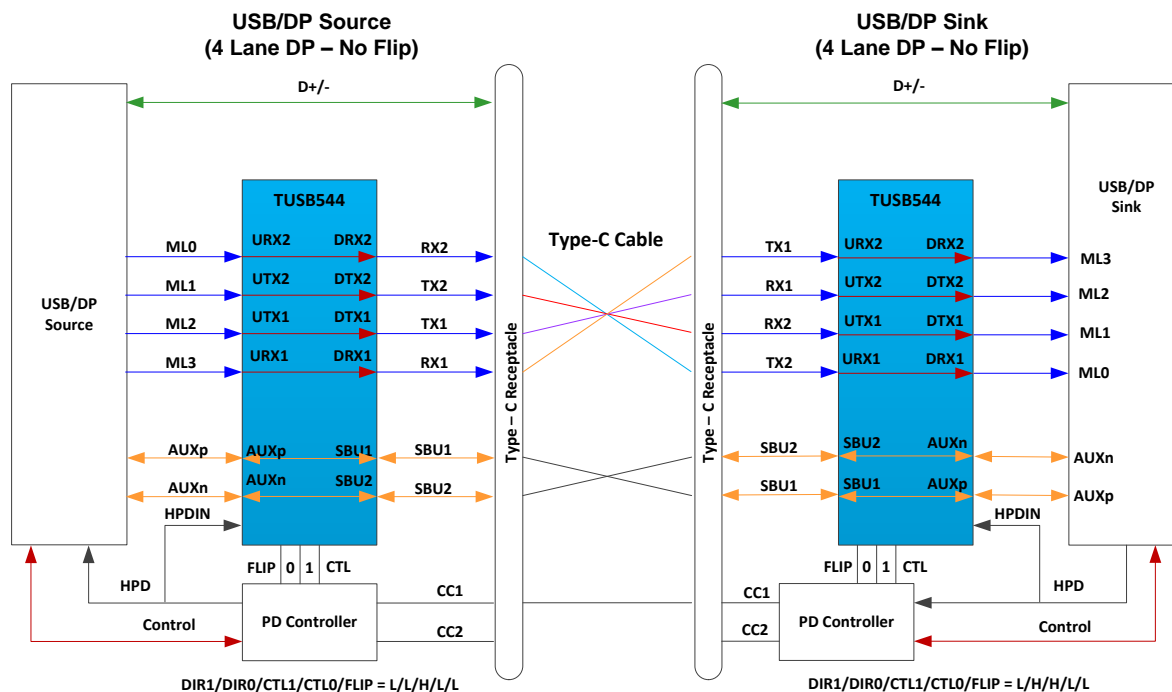 USB/DP Source
(4 Lane DP – No Flip)
USB/DP Sink
(4 Lane DP – No Flip)
D+/-
D+/-
TUSB544
TUSB544
USB/DP
Sink
Type-C Cable
ML0 URX2 DRX2 RX2
TX1 URX2 DRX2 ML3
ML1 UTX2 DTX2 TX2
RX1 UTX2 DTX2 ML2
USB/DP
Source
ML2 UTX1 DTX1 TX1
RX2 UTX1 DTX1 ML1
ML3 URX1 DRX1 RX1
TX2 URX1 DRX1 ML0
Type – C Receptacle
Type – C Receptacle
AUXp AUXp SBU1 SBU1
SBU2 SBU2 AUXn AUXn
AUXn AUXn SBU2 SBU2
SBU1 SBU1 AUXp AUXp
HPDIN
HPDIN
FLIP 0 1 CTL
FLIP 0 1 CTL
HPD
CC1
CC1
HPD
PD Controller
PD Controller
Control
CC2
CC2
Control
DIR1/DIR0/CTL1/CTL0/FLIP = L/L/H/L/L
DIR1/DIR0/CTL1/CTL0/FLIP = L/H/H/L/L